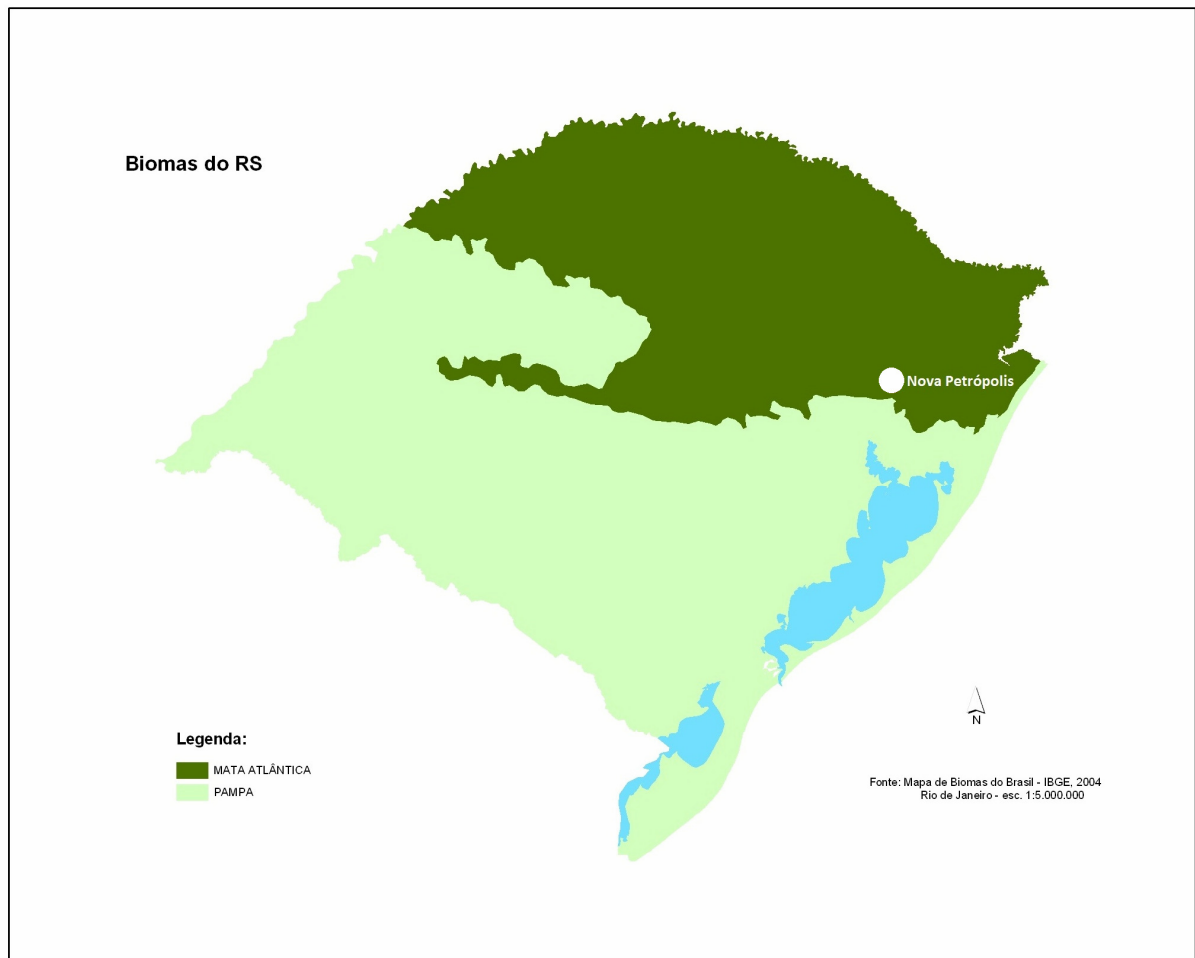 Biomas do RS
Nova Petrópolis
N
Legenda:
MATA ATLÂNTICA
PAMPA
Fonte: Mapa de Biomas do Brasil - IBGE, 2004
Rio de Janeiro - esc. 1:5.000.000